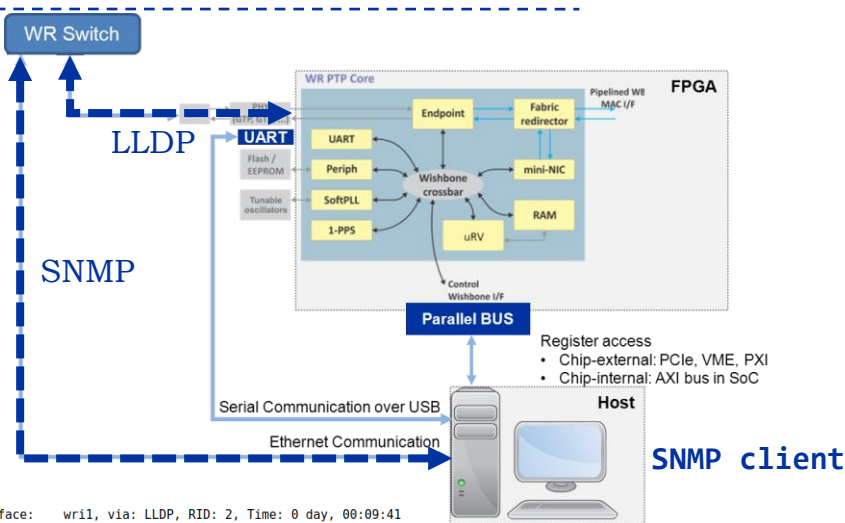 WR Switch
WR PTP Core
FPGA
Pipelined WB
MAC I/F
PHY
(GTP, GTX...)
Endpoint
Fabric
redirector
LLDP
UART
UART
Flash /
EEPROM
Periph
Wishbone
crossbar
mini-NIC
Tunable
oscillators
SoftPLL
RAM
1-PPS
uRV
SNMP
Control
Wishbone I/F
Parallel BUS
Register access
• Chip-external: PCIe, VME, PXI
• Chip-internal: AXI bus in SoC
Host
Serial Communication over USB
Ethernet Communication
SNMP client
face: wri1, via: LLDP, RID: 2, Time: 0 day, 00:09:41